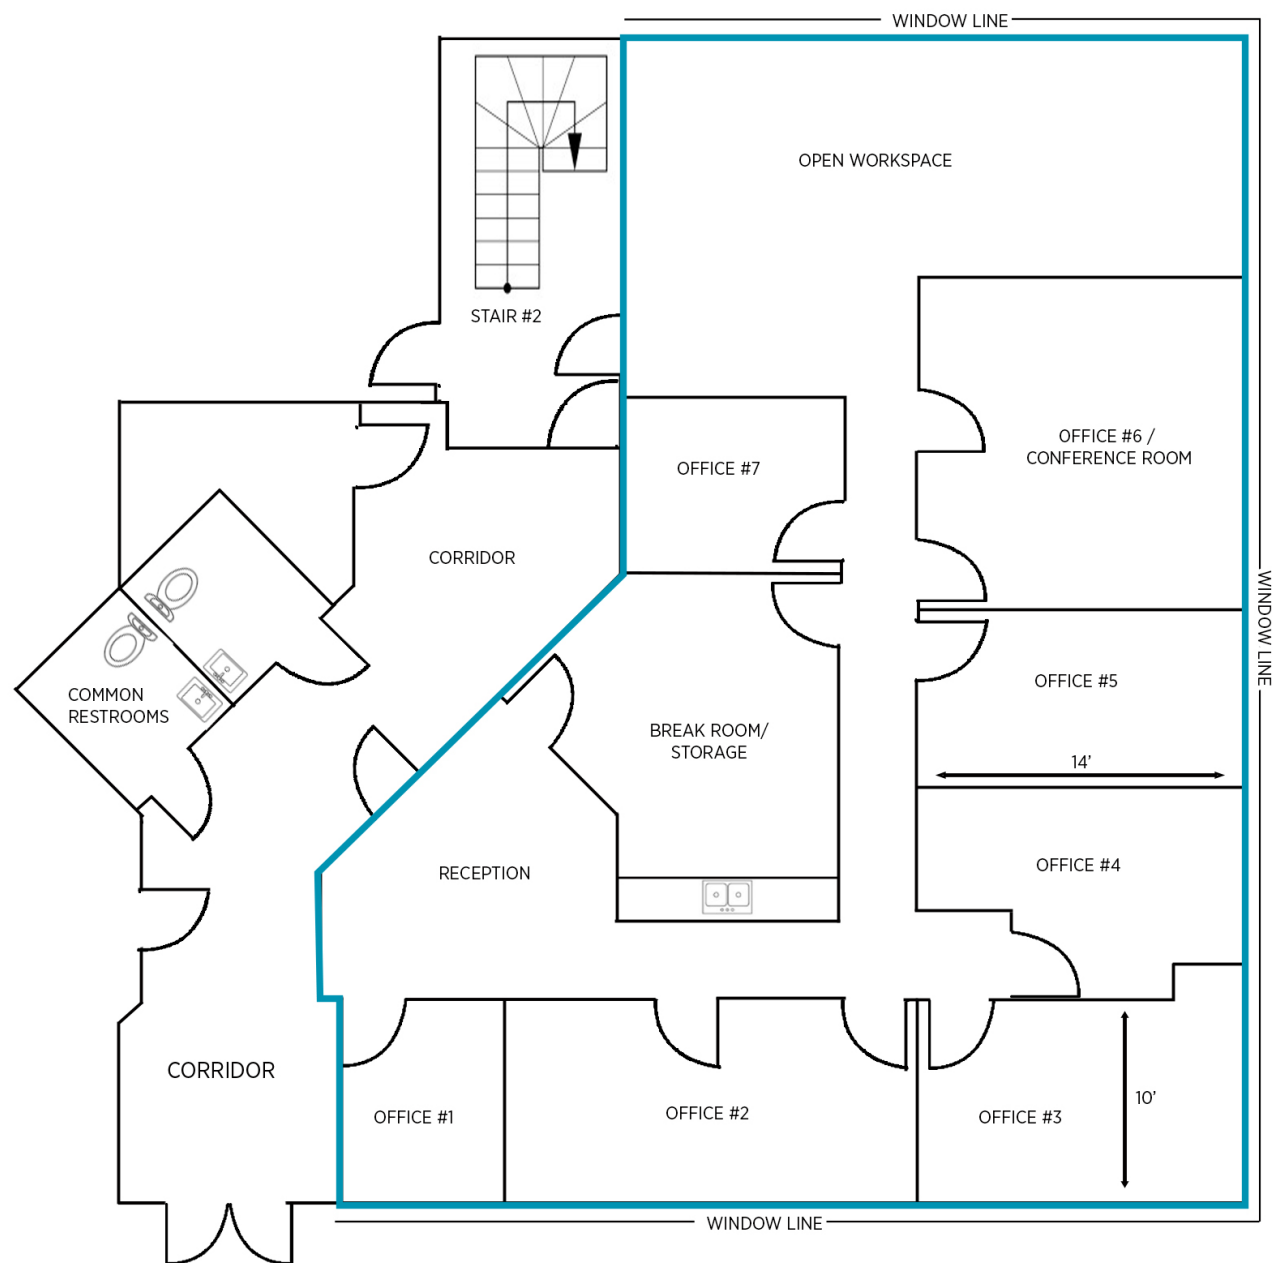 WINDOW LINE
OPEN WORKSPACE
STAIR #2
OFFICE #6 /
CONFERENCE ROOM
OFFICE #7
CORRIDOR
WINDOW LINE
OFFICE #5
COMMON
RESTROOMS
BREAK ROOM/
STORAGE
14’
OFFICE #4
RECEPTION
CORRIDOR
10’
OFFICE #1
OFFICE #2
OFFICE #3
WINDOW LINE